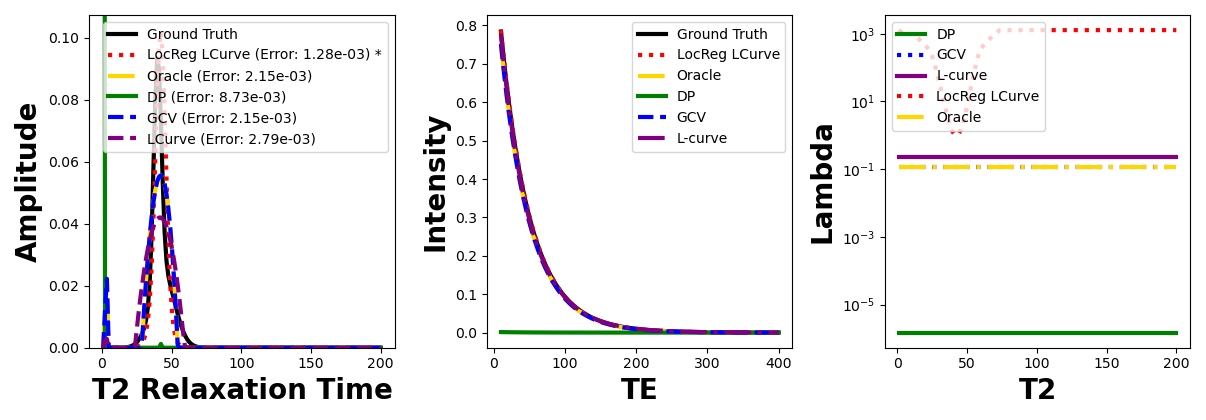 Amplitude
0.10
0.08
0.06
0.04
0.02
0.00
Ground Truth
LocReg LCurve (Error: 1.28e-03) *
Oracle (Error: 2.15e-03)
DP (Error: 8.73e-03)
GCV (Error: 2.15e-03)
LCurve (Error: 2.79e-03)
0 50 100 150 200
T2 Relaxation Time
Intensity
0.8
0.7
0.6
0.5
0.4
0.3
0.2
0.1
0.0
Ground Truth
LocReg LCurve
Oracle
DP
GCV
L-curve
0 100 200 300 400
TE
Lambda
10³
10¹
10⁻¹
10⁻³
10⁻⁵
DP
GCV
L-curve
LocReg LCurve
Oracle
0 50 100 150 200
T2